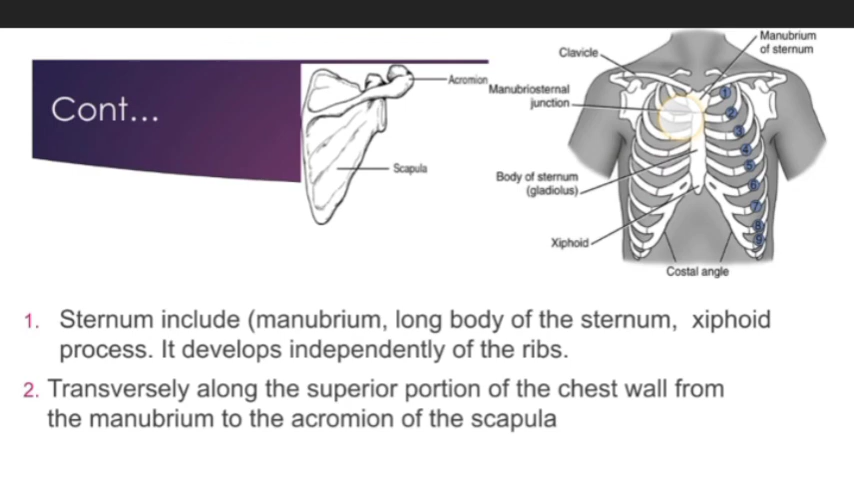 Cont...
Acromion
Scapula
Clavicle
Manubrium
of sternum
Manubriosternal
junction
Body of sternum
(gladiolus)
Xiphoid
Costal angle
1
2
3
4
5
6
7
8
9
1. Sternum include (manubrium, long body of the sternum, xiphoid
process. It develops independently of the ribs.
2. Transversely along the superior portion of the chest wall from
the manubrium to the acromion of the scapula